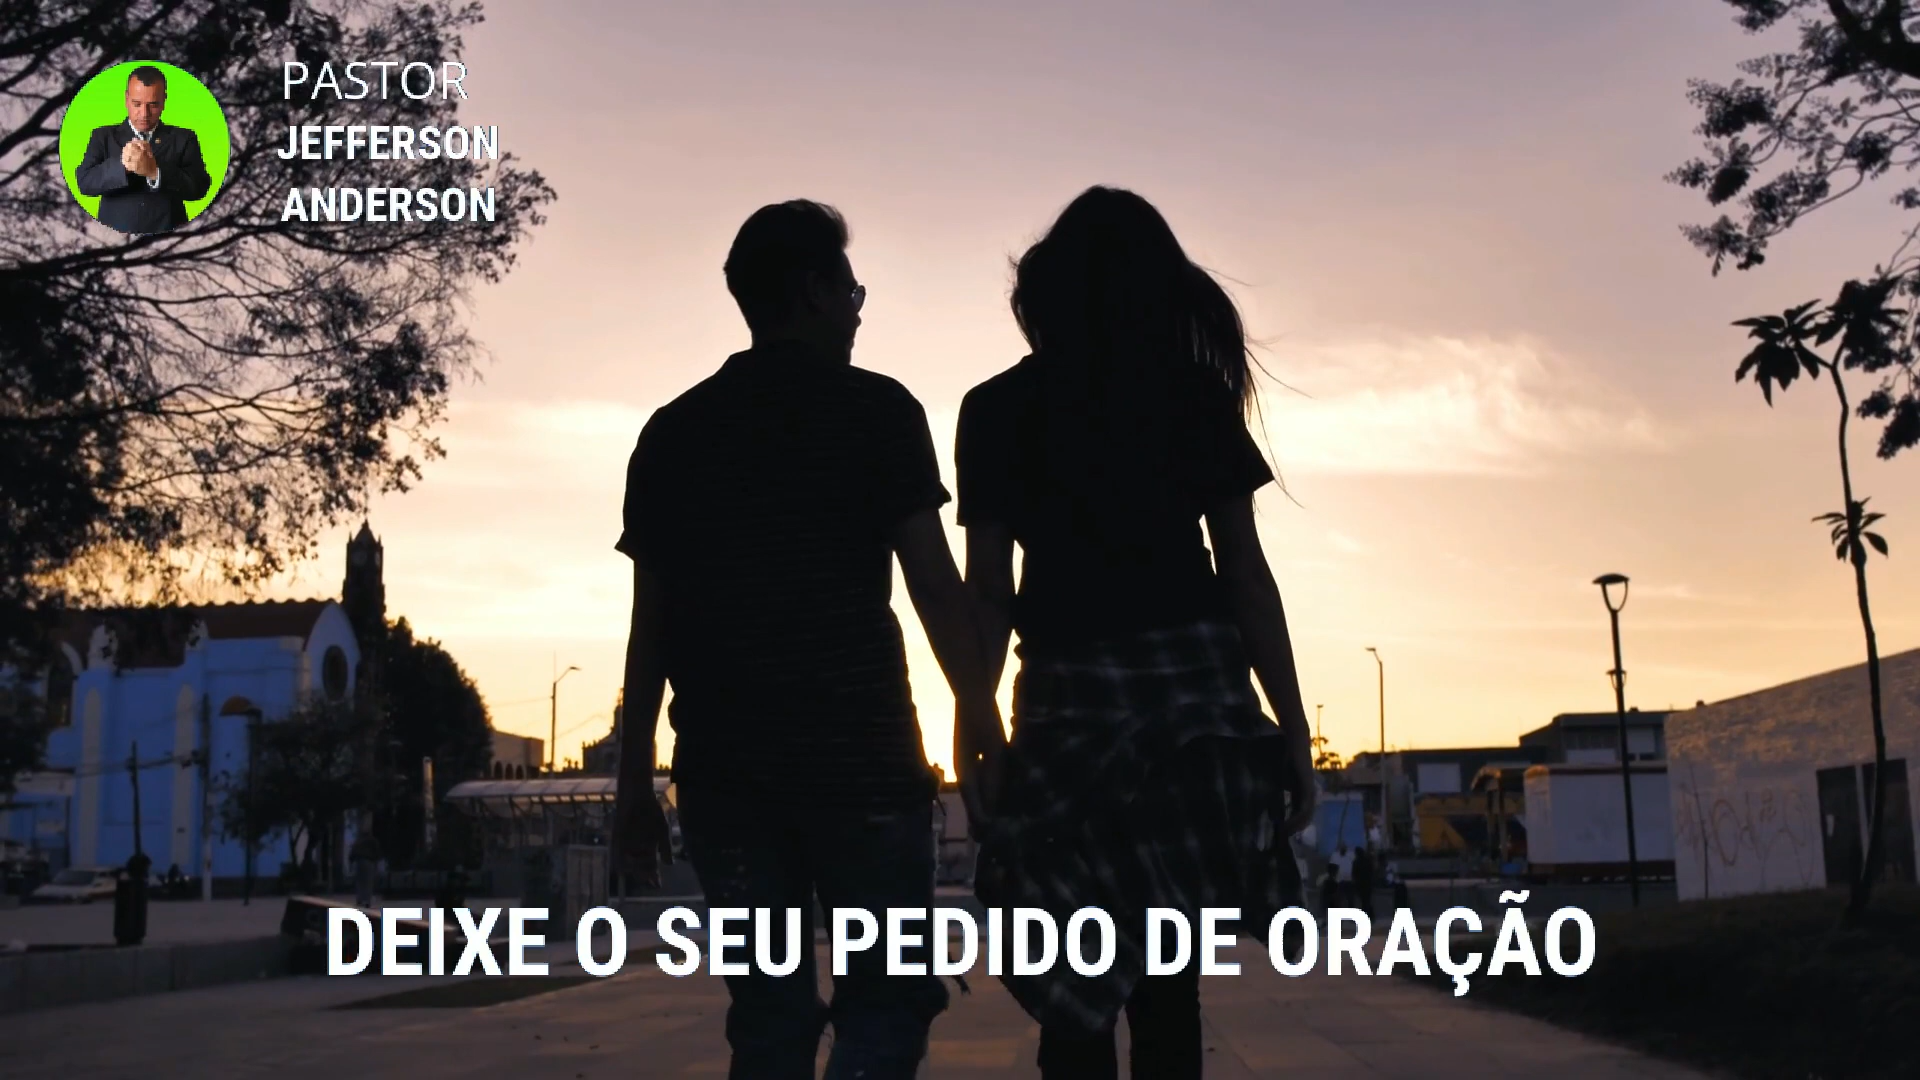 PASTOR
JEFFERSON
ANDERSON
DEIXE O SEU PEDIDO DE ORAÇÃO